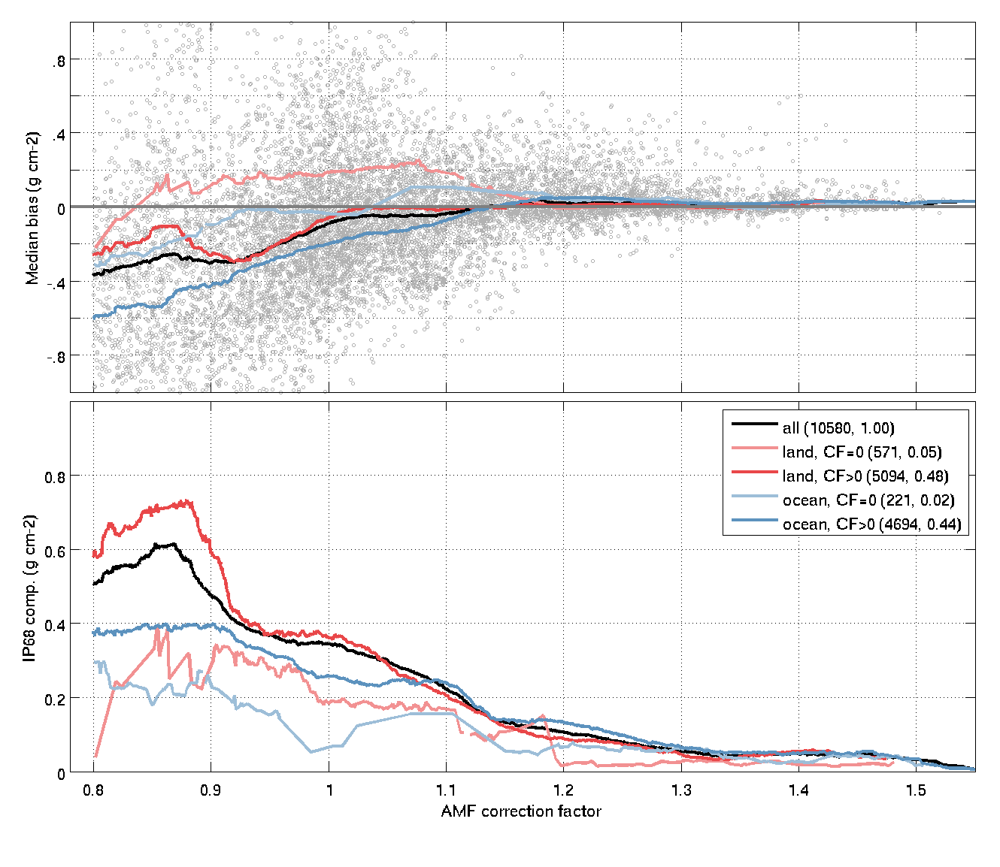 .8
.4
0
-.4
-.8
Median bias (g cm-2)
all (10580, 1.00)
land, CF=0 (571, 0.05)
land, CF>0 (5094, 0.48)
ocean, CF=0 (221, 0.02)
ocean, CF>0 (4694, 0.44)
0.8
0.6
0.4
0.2
0
IP68 comp. (g cm-2)
0.8 0.9 1 1.1 1.2 1.3 1.4 1.5
AMF correction factor